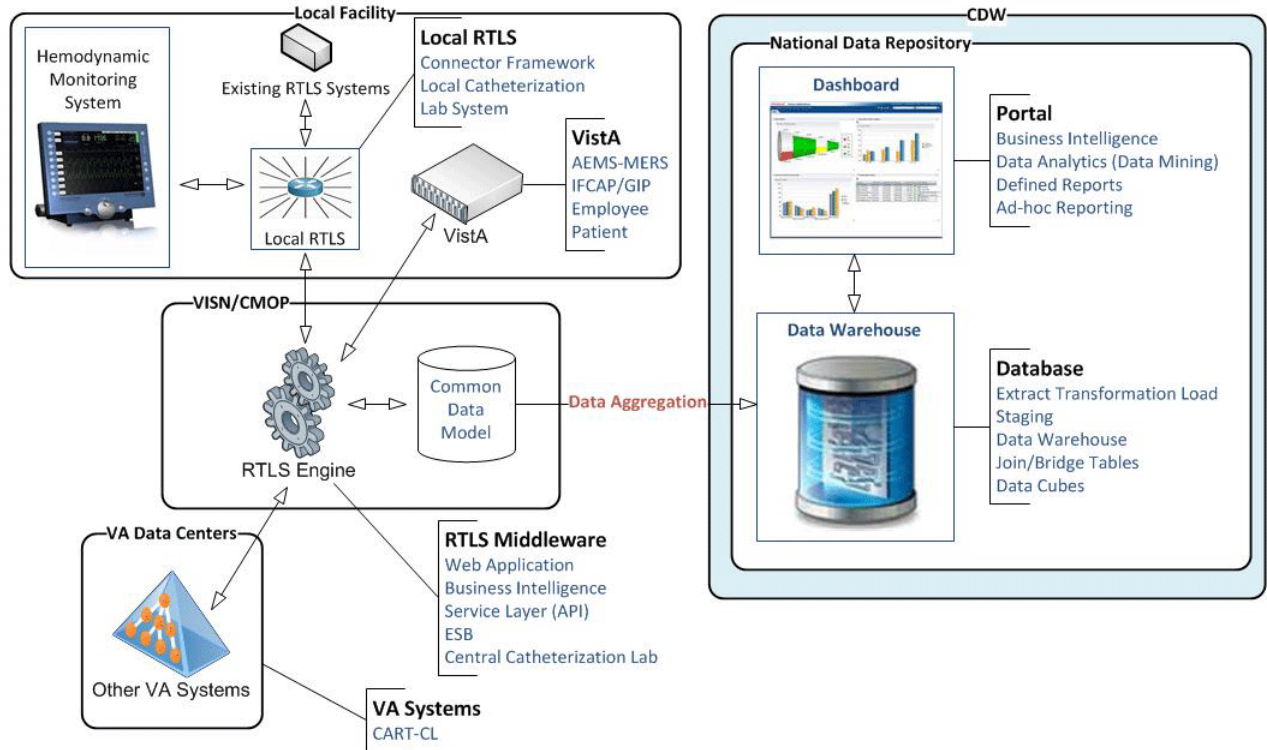 Local Facility
Hemodynamic
Monitoring
System
Existing RTLS Systems
Local RTLS
Connector Framework
Local Catheterization
Lab System
VistA
AEMS-MERS
IFCAP/GIP
Employee
Patient
Local RTLS
VistA
VISN/CMOP
RTLS Engine
Common
Data
Model
Data Aggregation
VA Data Centers
Other VA Systems
RTLS Middleware
Web Application
Business Intelligence
Service Layer (API)
ESB
Central Catheterization Lab
VA Systems
CART-CL
CDW
National Data Repository
Dashboard
Portal
Business Intelligence
Data Analytics (Data Mining)
Defined Reports
Ad-hoc Reporting
Data Warehouse
Database
Extract Transformation Load
Staging
Data Warehouse
Join/Bridge Tables
Data Cubes